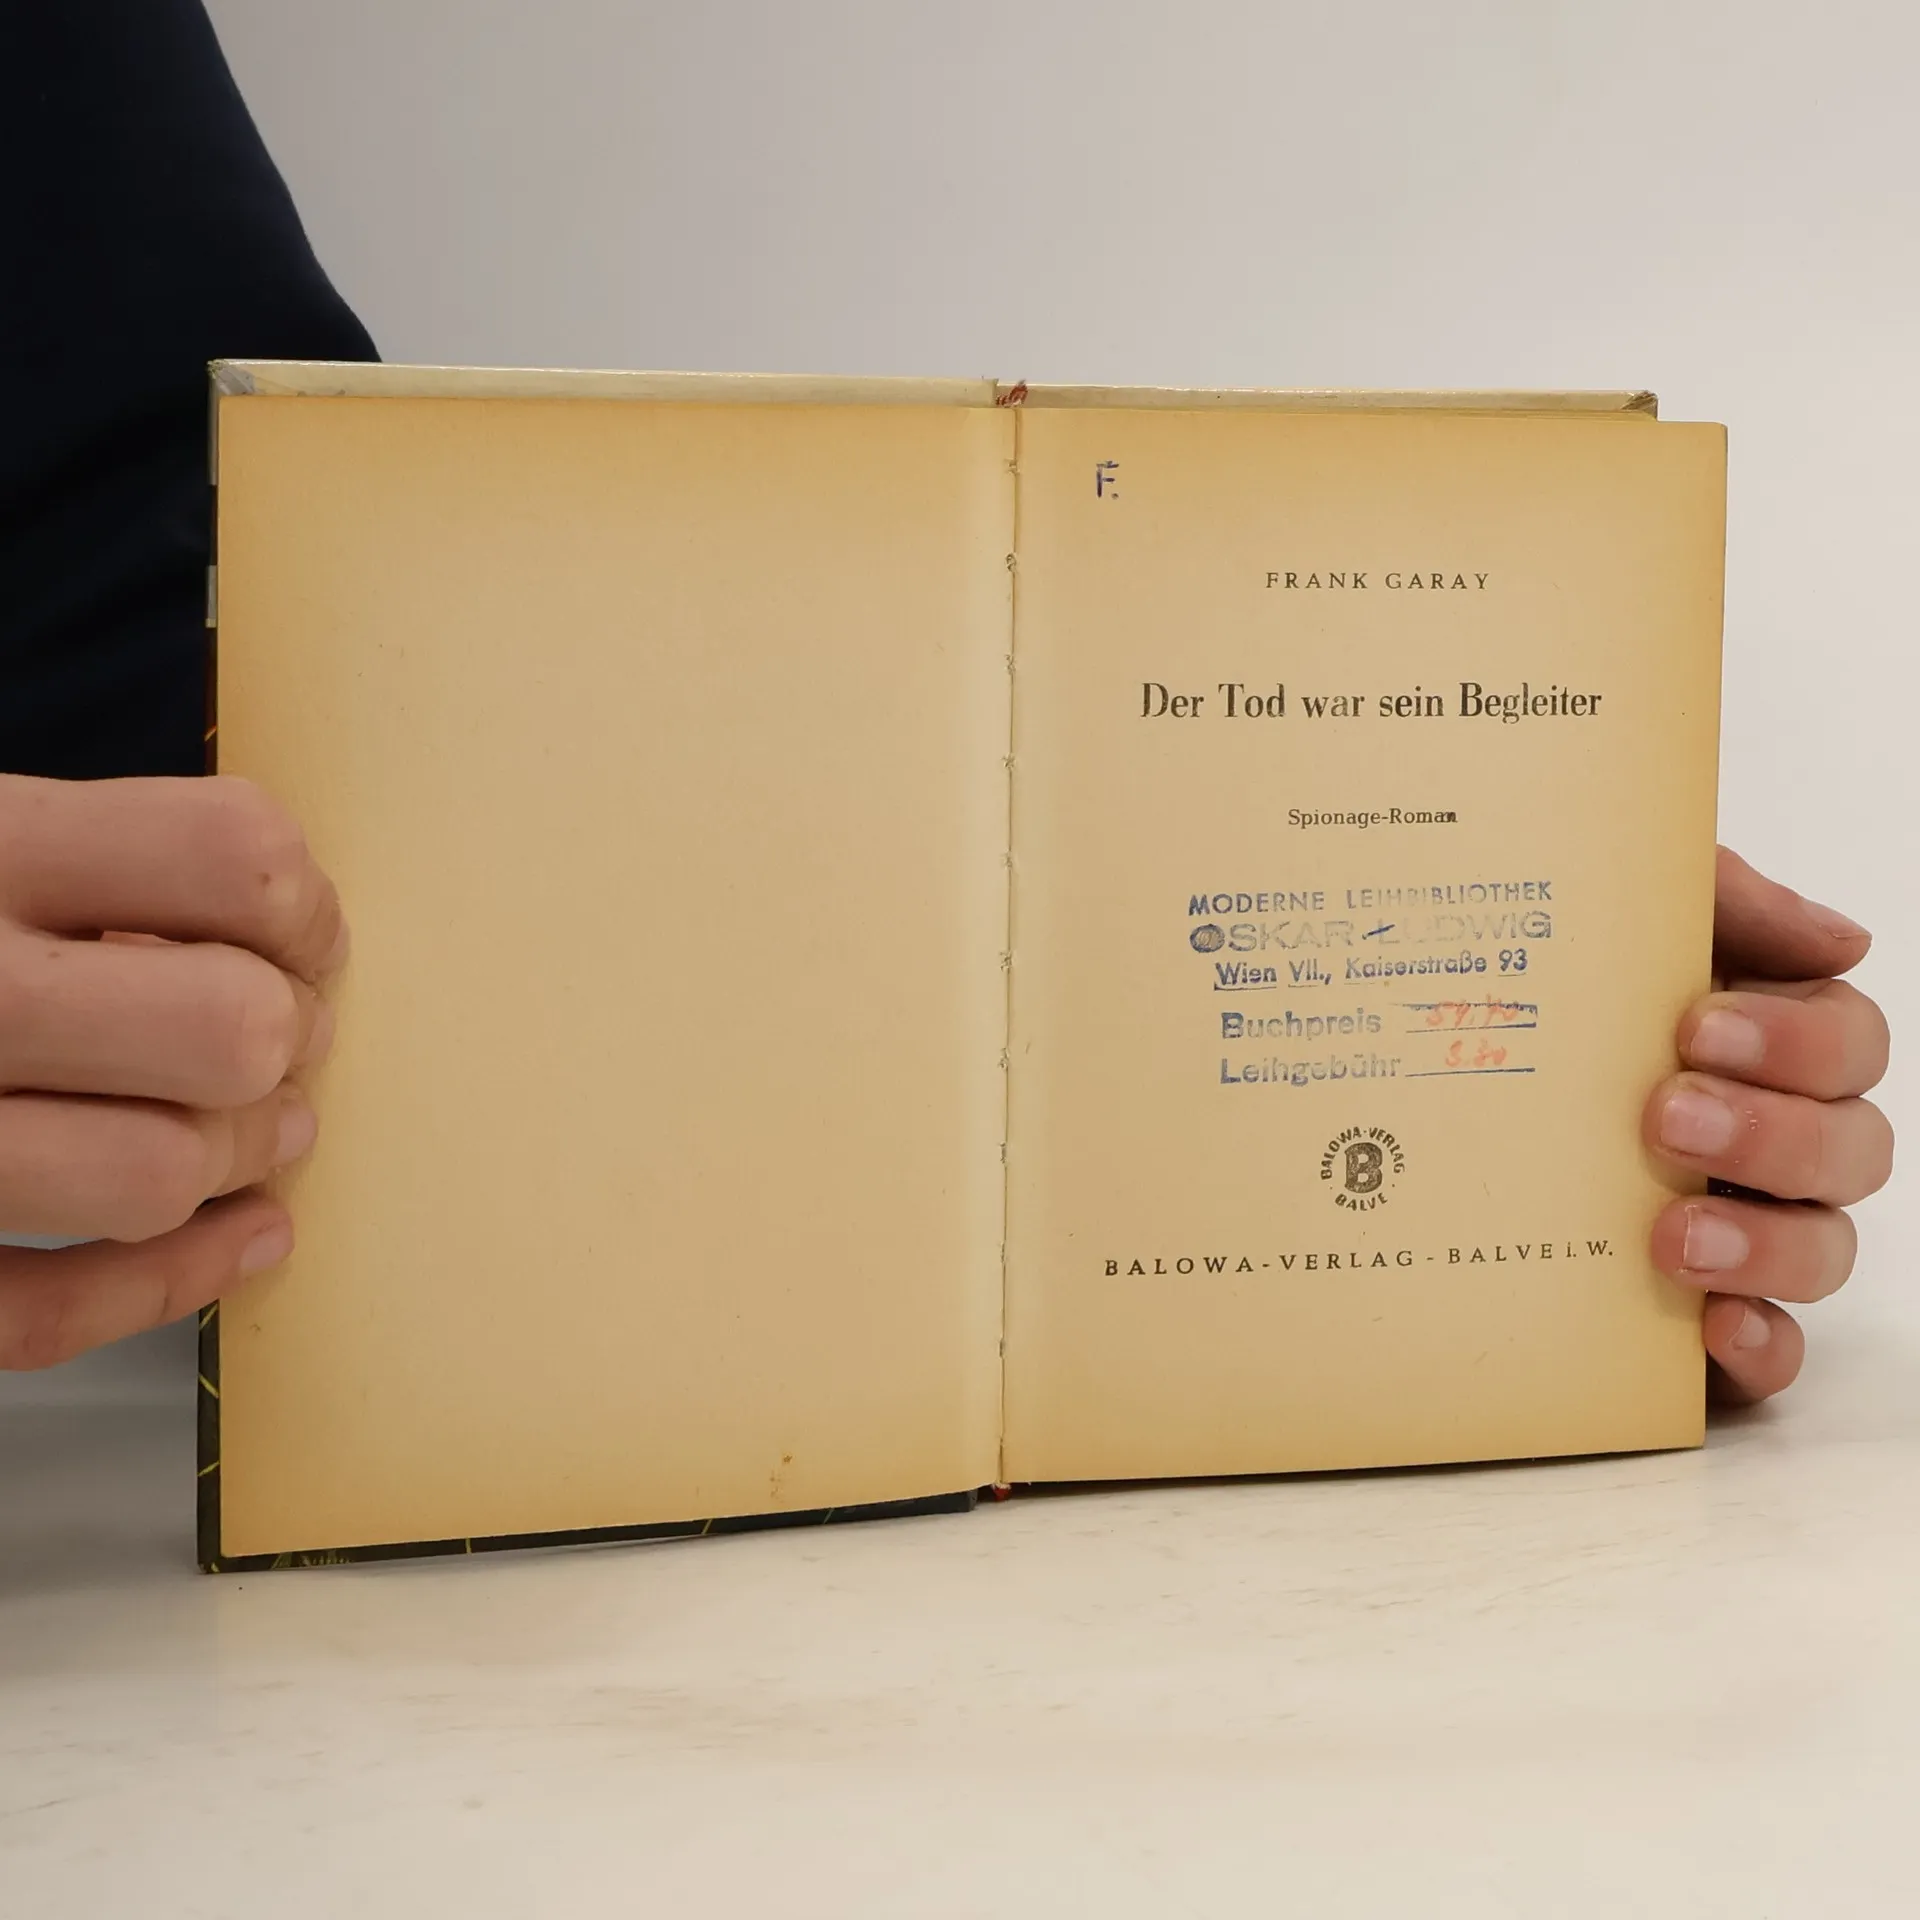 F.
FRANK GARAY
Der Tod war sein Begleiter
Spionage-Roman
MODERNE LEIHBIBLIOTHEK
OSKAR LUDWIG
Wien VII., Kaiserstraße 93
Buchpreis
Leihgebühr
BALOWA-VERLAG
B
BALVE
BALOWA-VERLAG - BALVE i. W.